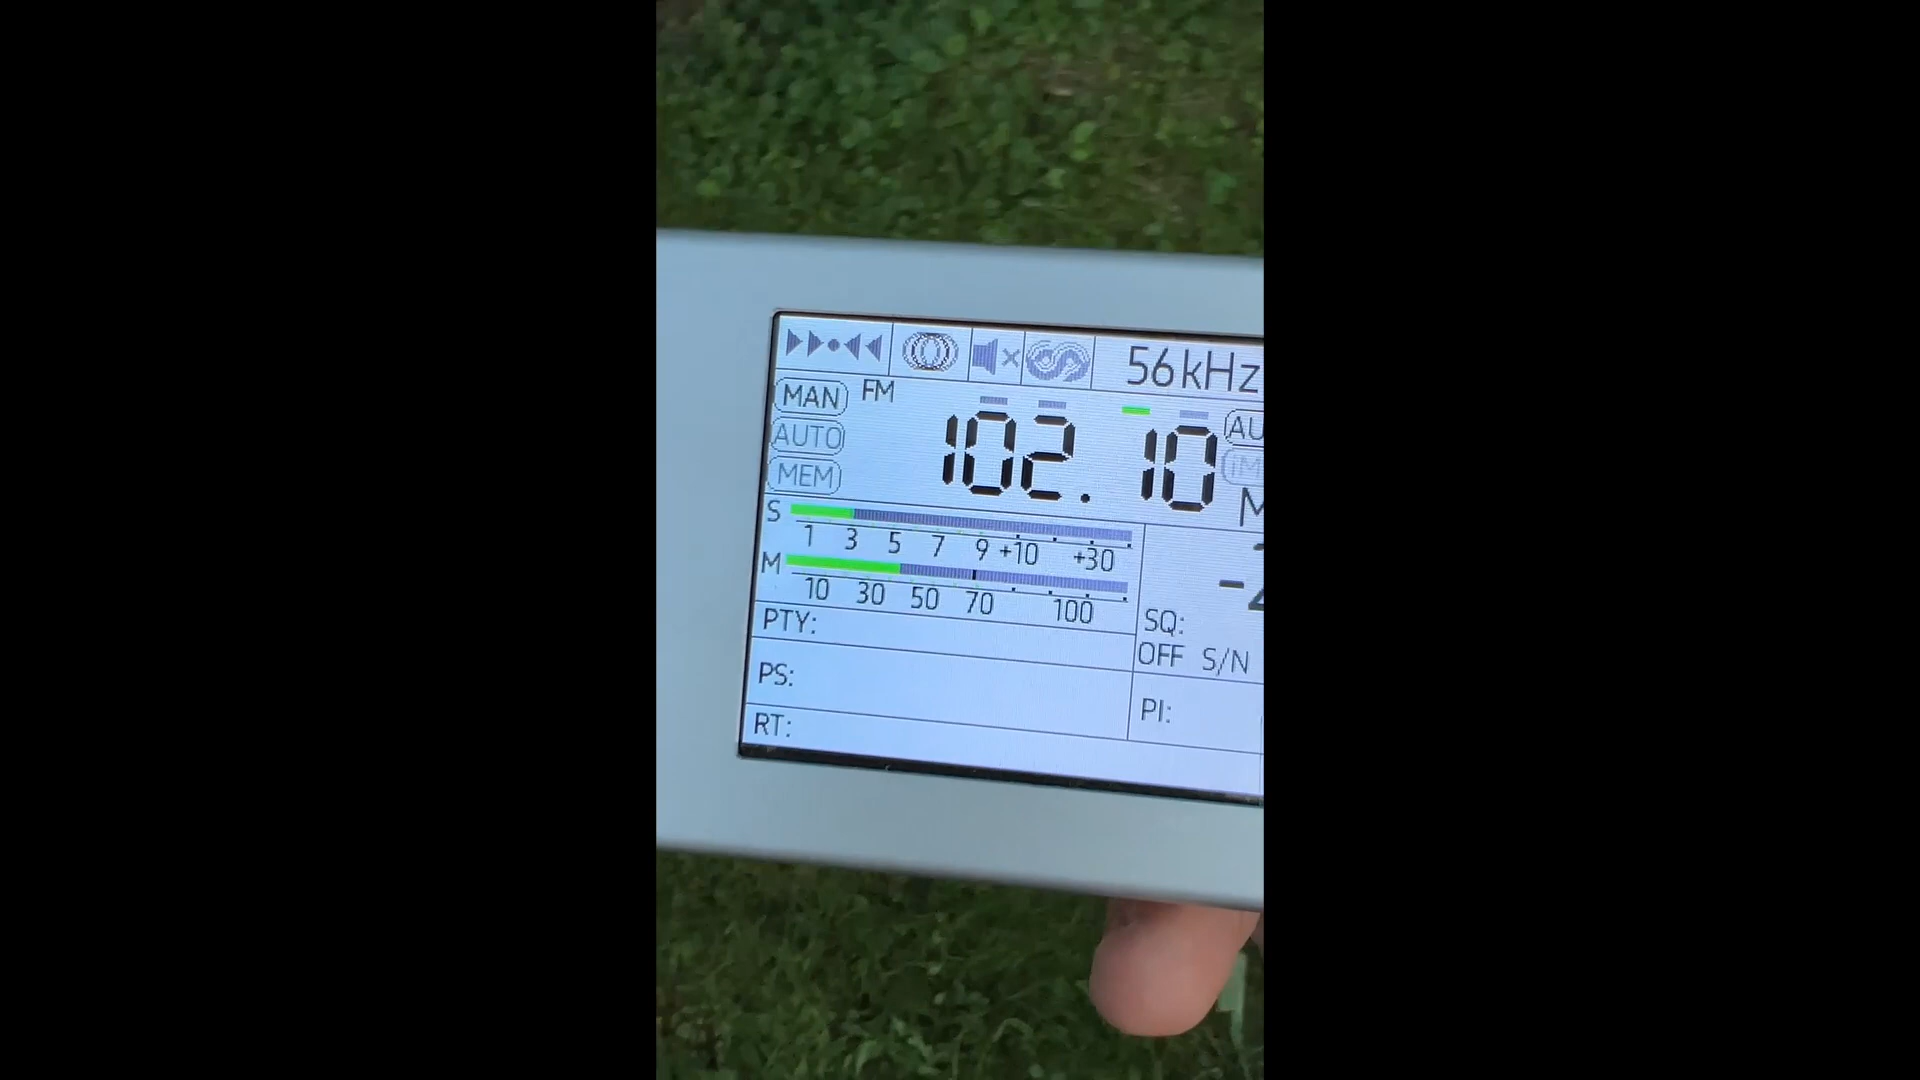 56kHz
MAN FM
AUTO
MEM
102.10
S
1 3 5 7 9 +10 +30
M
10 30 50 70 100
PTY:
SQ:
OFF S/N
PS:
PI:
RT: